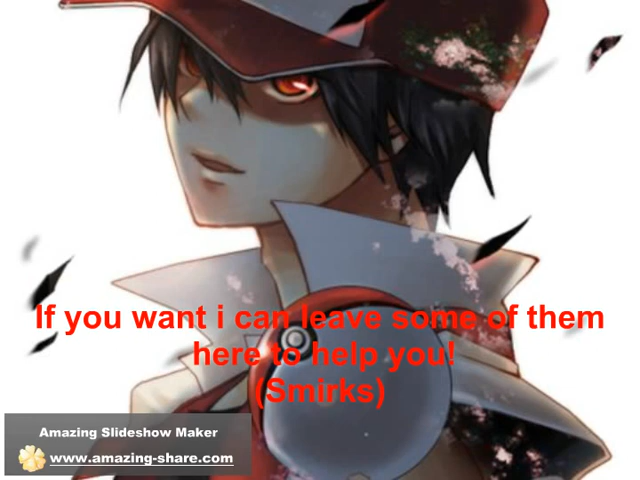 If you want i can leave some of them
here to help you!
(Smirks)
Amazing Slideshow Maker
www.amazing-share.com